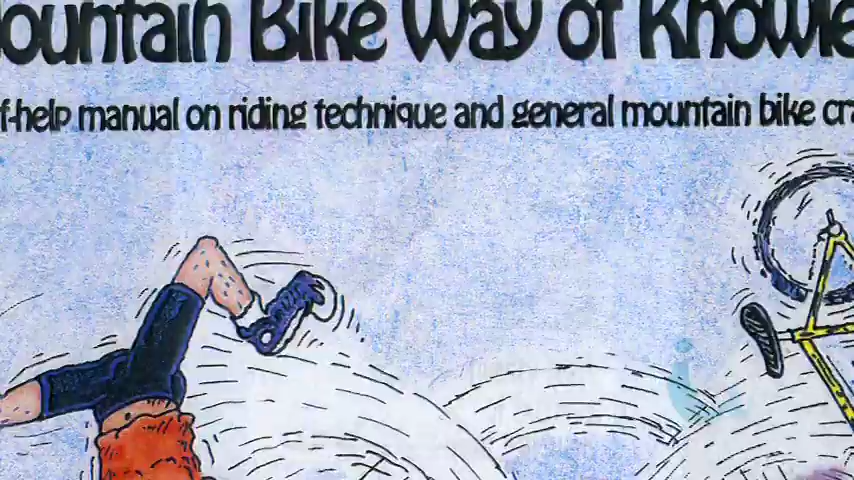 ountain Bike Way of Knowle
f-help manual on riding technique and general mountain bike cra